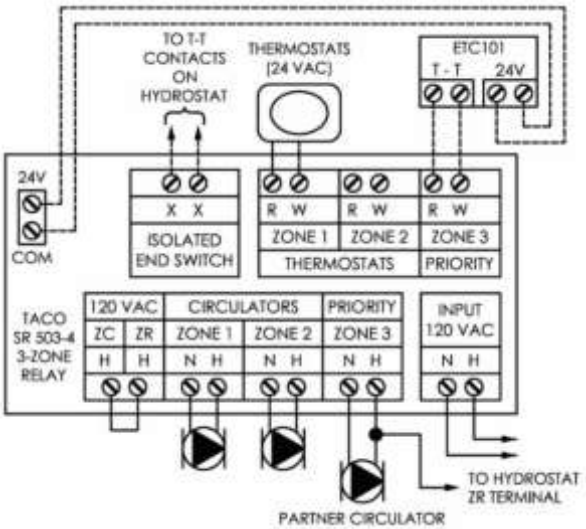 TO T-T
CONTACTS
ON
HYDROSTAT
THERMOSTATS
(24 VAC)
ETC101
T - T 24V
24V
COM
X X
ISOLATED
END SWITCH
R W R W R W
ZONE 1 ZONE 2 ZONE 3
THERMOSTATS PRIORITY
TACO
SR 503-4
3-ZONE
RELAY
120 VAC CIRCULATORS PRIORITY
ZC ZR ZONE 1 ZONE 2 ZONE 3
H H N H N H N H
INPUT
120 VAC
N H
TO HYDROSTAT
ZR TERMINAL
PARTNER CIRCULATOR